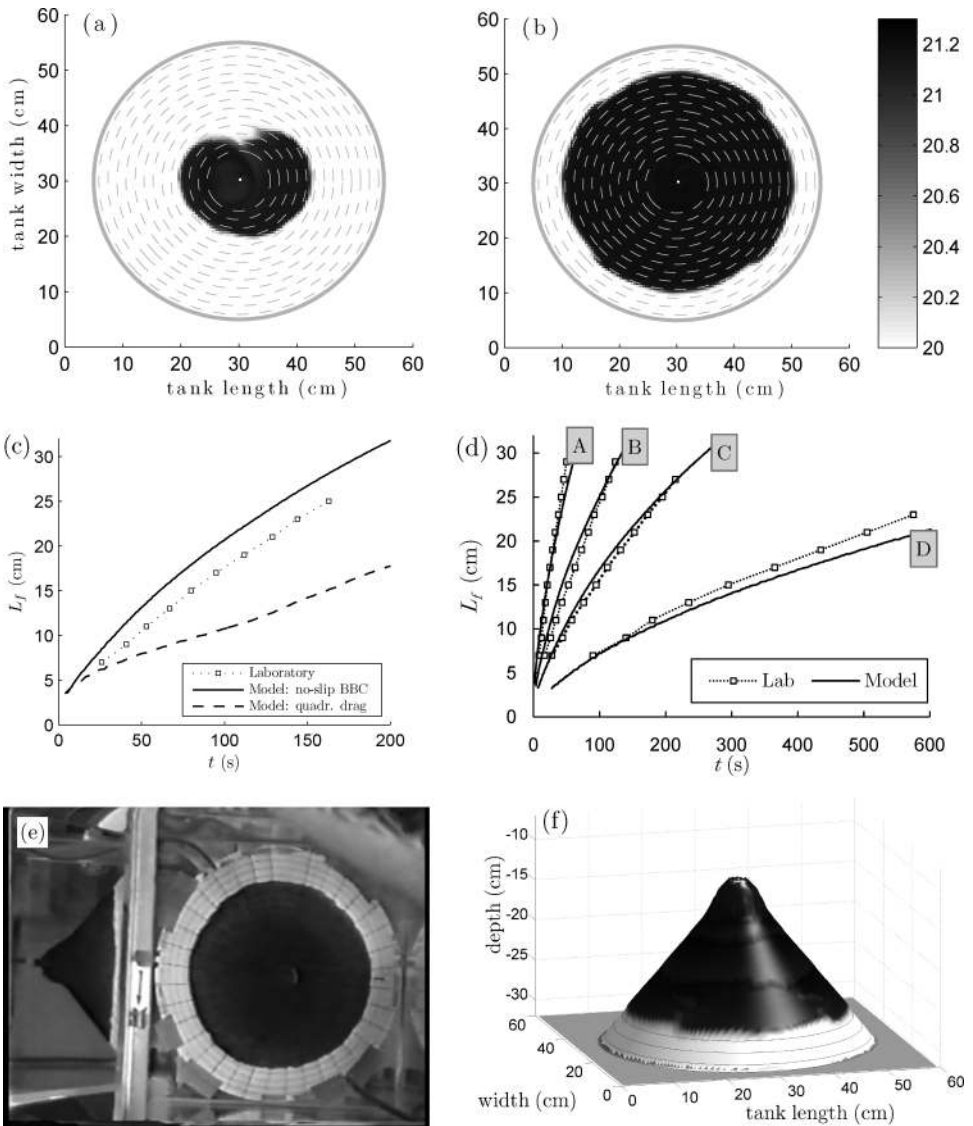 (a)
60
50
40
30
20
10
0
tank width (cm)
0 10 20 30 40 50 60
tank length (cm)
(b)
60
50
40
30
20
10
0
0 10 20 30 40 50 60
tank length (cm)
21.2
21
20.8
20.6
20.4
20.2
20
(c)
30
25
20
15
10
5
0
L_f (cm)
0 50 100 150 200
t (s)
Laboratory
Model: no-slip BBC
Model: quadr. drag
(d)
30
25
20
15
10
5
0
L_f (cm)
A
B
C
D
Lab Model
0 100 200 300 400 500 600
t (s)
(e)
(f)
-10
-15
-20
-25
-30
depth (cm)
60
40
20
0
width (cm)
0 10 20 30 40 50 60
tank length (cm)